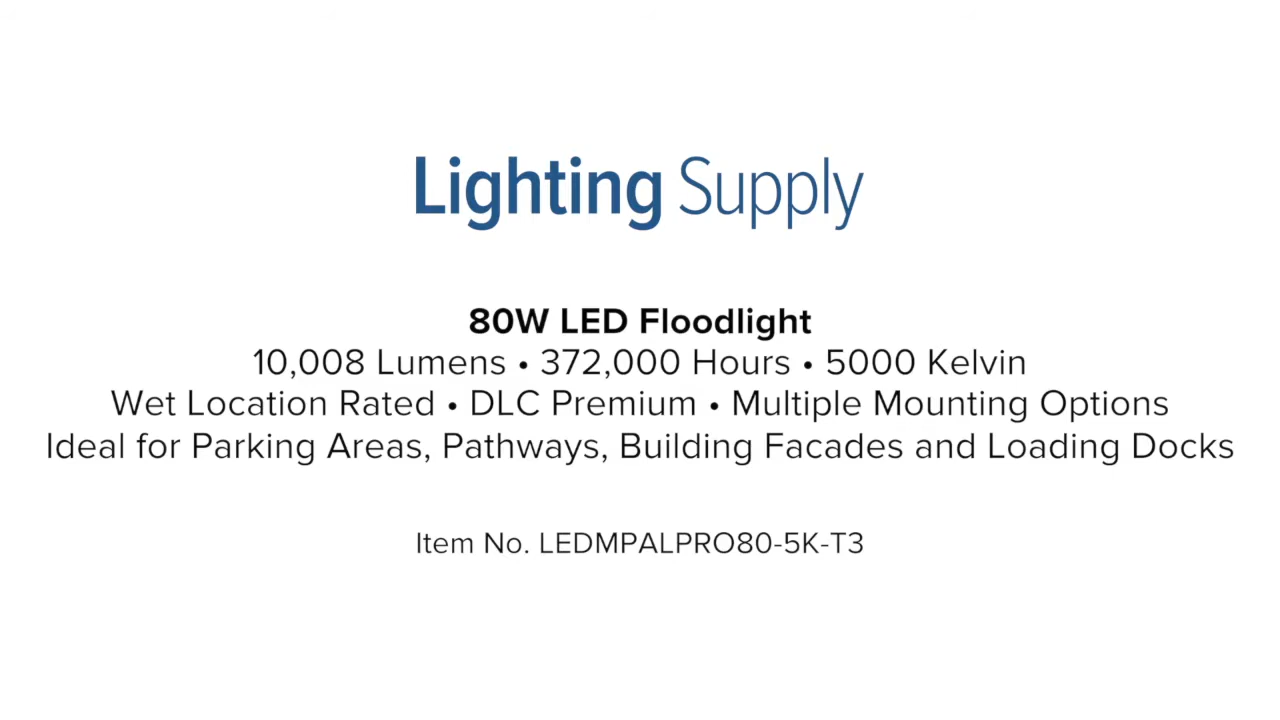 Lighting Supply
80W LED Floodlight
10,008 Lumens • 372,000 Hours • 5000 Kelvin
Wet Location Rated • DLC Premium • Multiple Mounting Options
Ideal for Parking Areas, Pathways, Building Facades and Loading Docks
Item No. LEDMPALPRO80-5K-T3